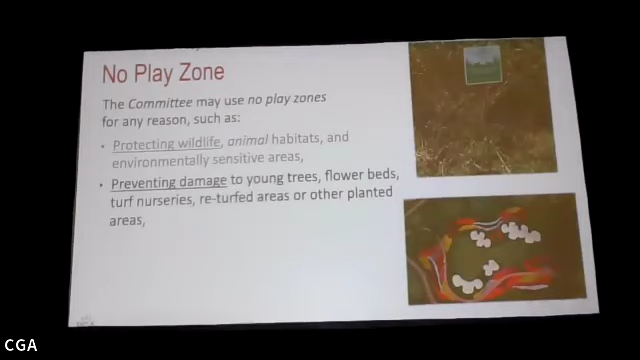 No Play Zone
The Committee may use no play zones
for any reason, such as:
• Protecting wildlife, animal habitats, and
environmentally sensitive areas,
• Preventing damage to young trees, flower beds,
turf nurseries, re-turfed areas or other planted
areas,
CGA